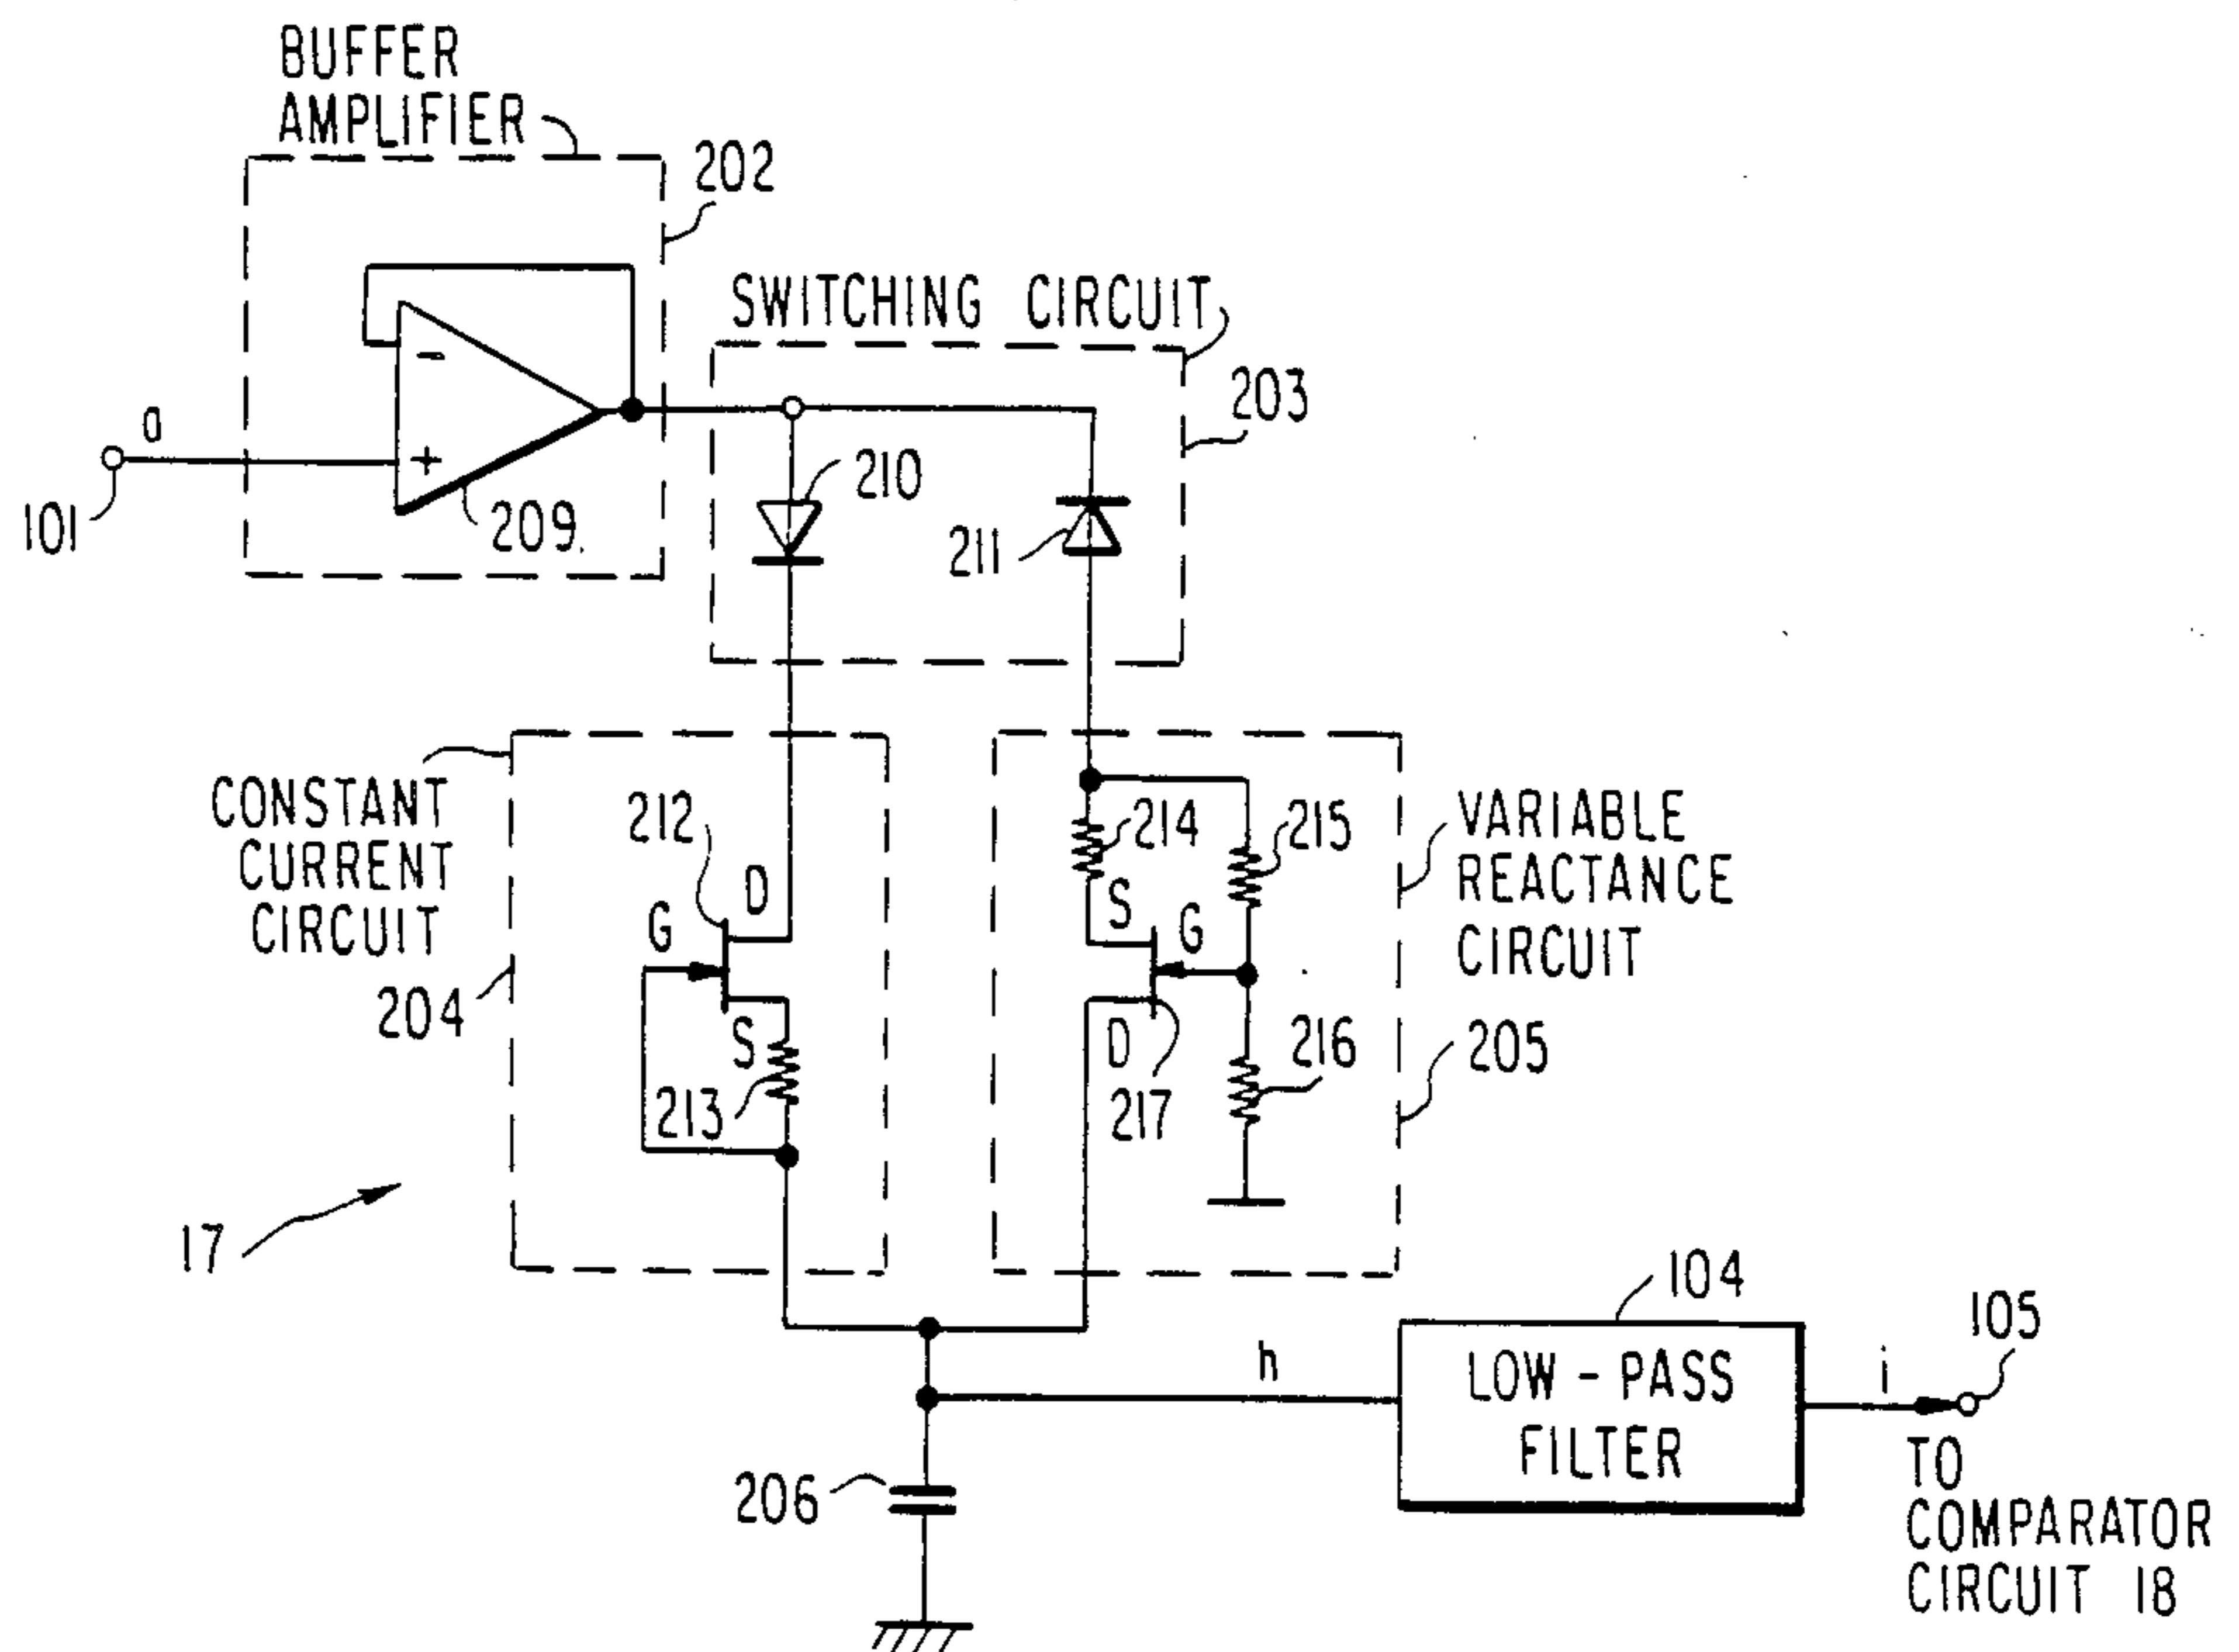 BUFFER
AMPLIFIER
202
SWITCHING CIRCUIT
203
a
-
+
101
209
210
211
CONSTANT
CURRENT
CIRCUIT
204
212
D
G
S
213
214
215
S
G
D
216
217
VARIABLE
REACTANCE
CIRCUIT
205
17
104
105
h
LOW-PASS
FILTER
i
206
TO
COMPARATOR
CIRCUIT 18